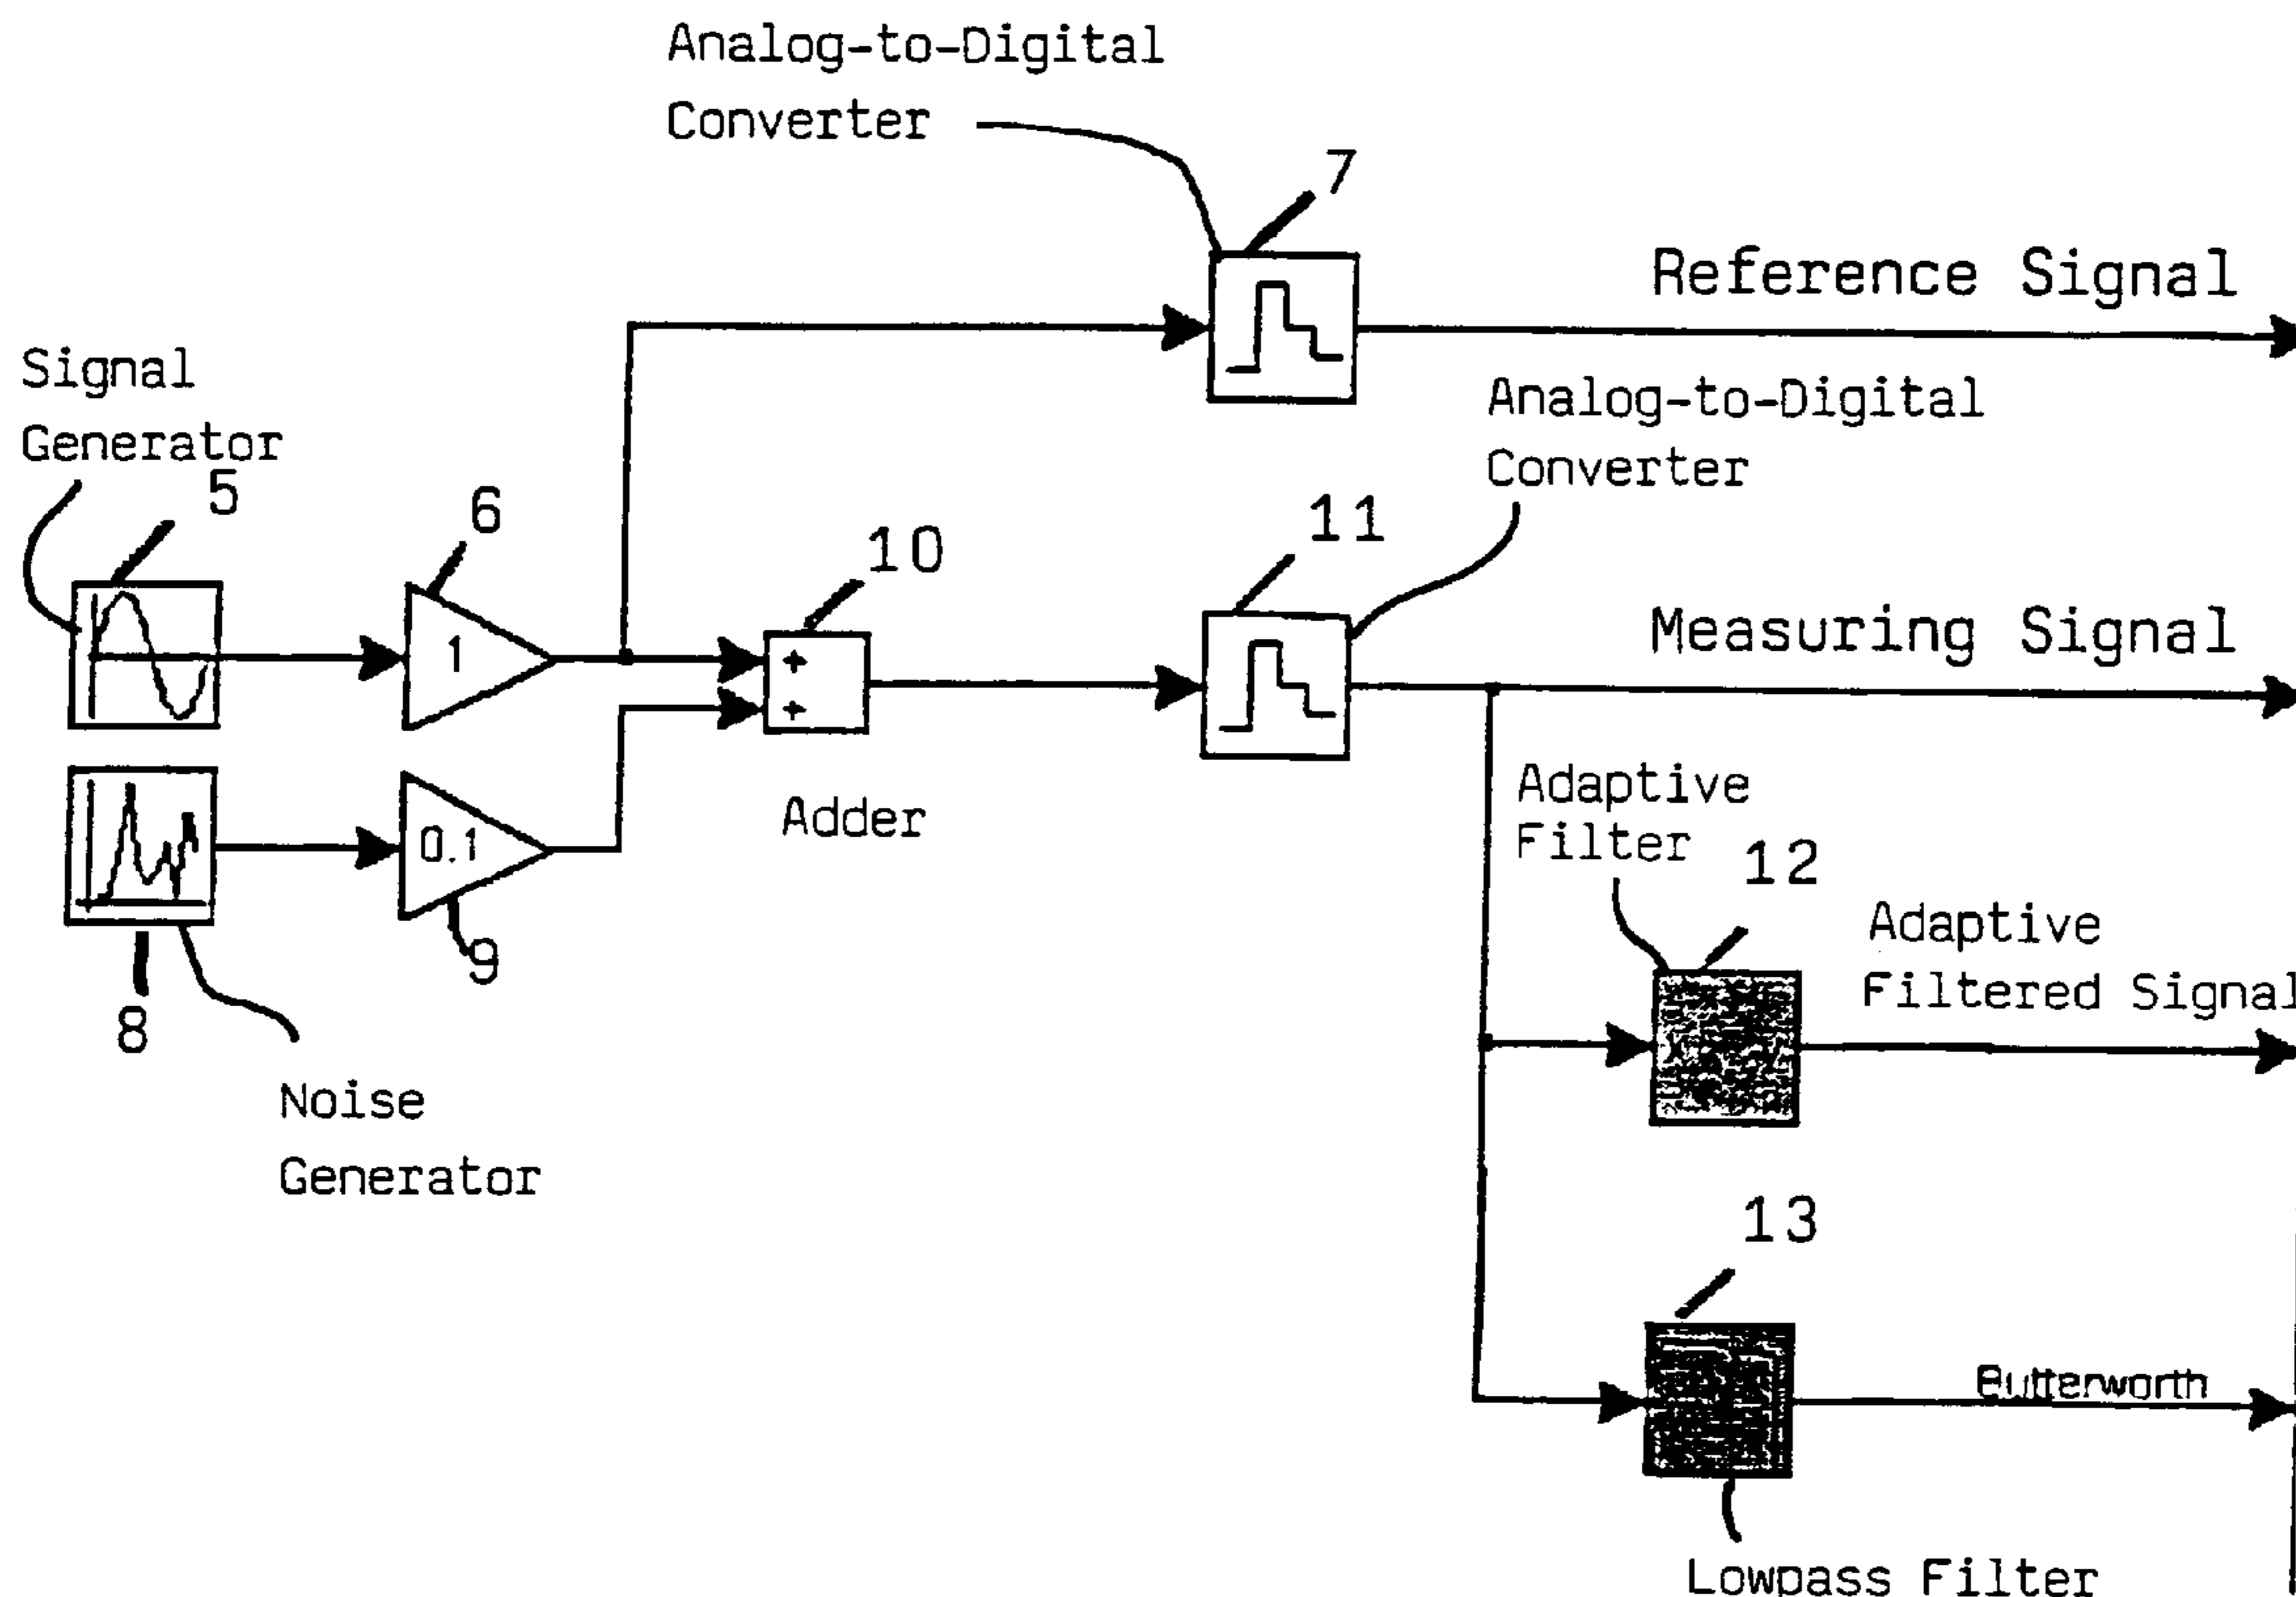 Analog-to-Digital
Converter
7
Reference Signal
Signal
Generator
5
6
1
10
+
+
Adder
Analog-to-Digital
Converter
11
Measuring Signal
8
Noise
Generator
0.1
9
Adaptive
Filter
12
Adaptive
Filtered Signal
13
Butterworth
Lowpass Filter